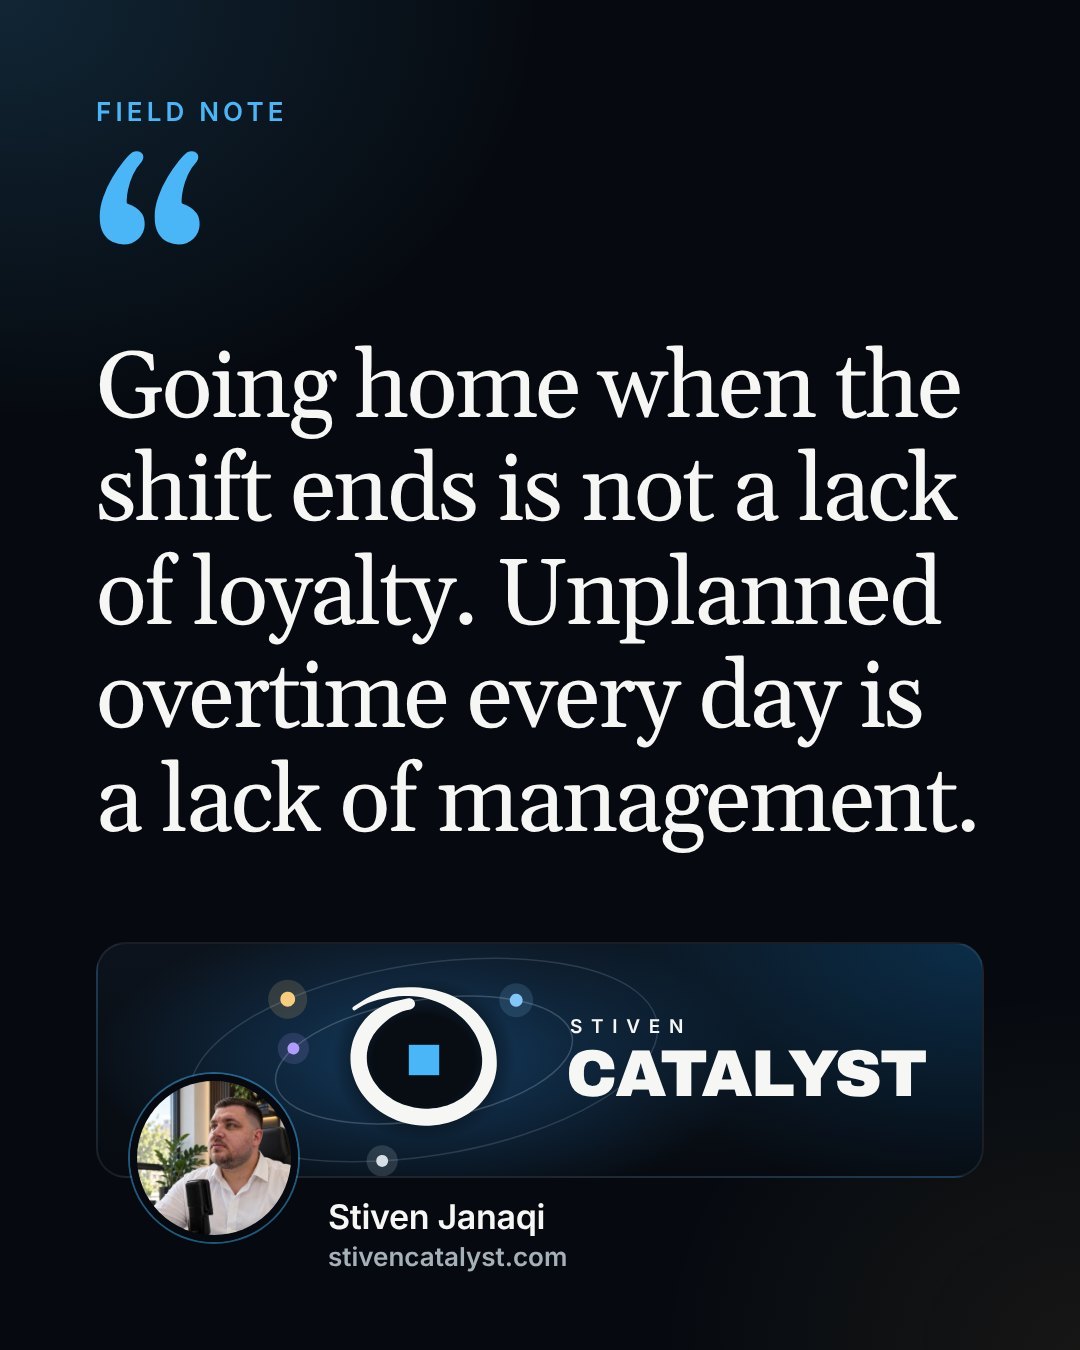 FIELD NOTE
“
Going home when the
shift ends is not a lack
of loyalty. Unplanned
overtime every day is
a lack of management.
STIVEN
CATALYST
Stiven Janaqi
stivencatalyst.com